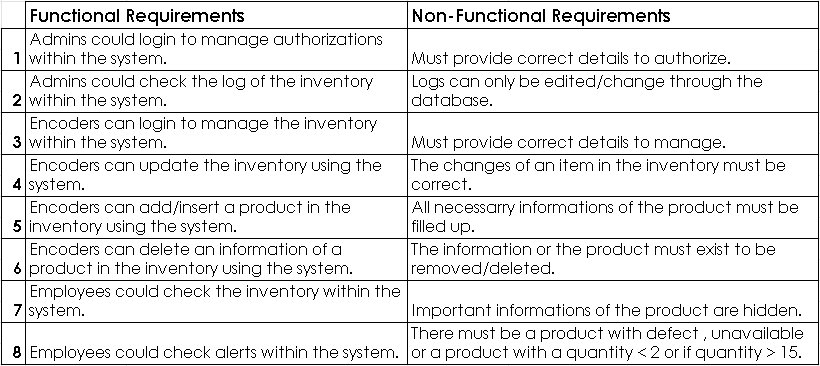 Functional Requirements Non-Functional Requirements
Admins could login to manage authorizations
1 within the system. Must provide correct details to authorize.
Admins could check the log of the inventory Logs can only be edited/change through the
2 within the system. database.
Encoders can login to manage the inventory
3 within the system. Must provide correct details to manage.
Encoders can update the inventory using the The changes of an item in the inventory must be
4 system. correct.
Encoders can add/insert a product in the All necessarry informations of the product must be
5 inventory using the system. filled up.
Encoders can delete an information of a The information or the product must exist to be
6 product in the inventory using the system. removed/deleted.
Employees could check the inventory within the
7 system. Important informations of the product are hidden.
There must be a product with defect , unavailable
8 Employees could check alerts within the system. or a product with a quantity < 2 or if quantity > 15.